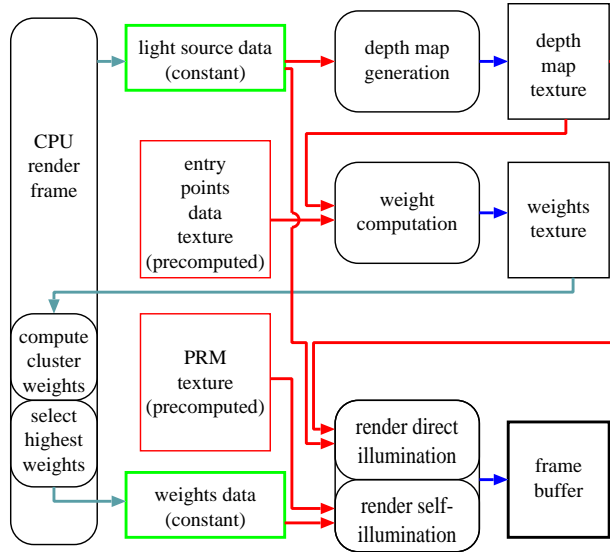 light source data
(constant)
depth map
generation
depth
map
texture
CPU
render
frame
entry
points
data
texture
(precomputed)
weight
computation
weights
texture
compute
cluster
weights
select
highest
weights
PRM
texture
(precomputed)
render direct
illumination
render self-
illumination
frame
buffer
weights data
(constant)